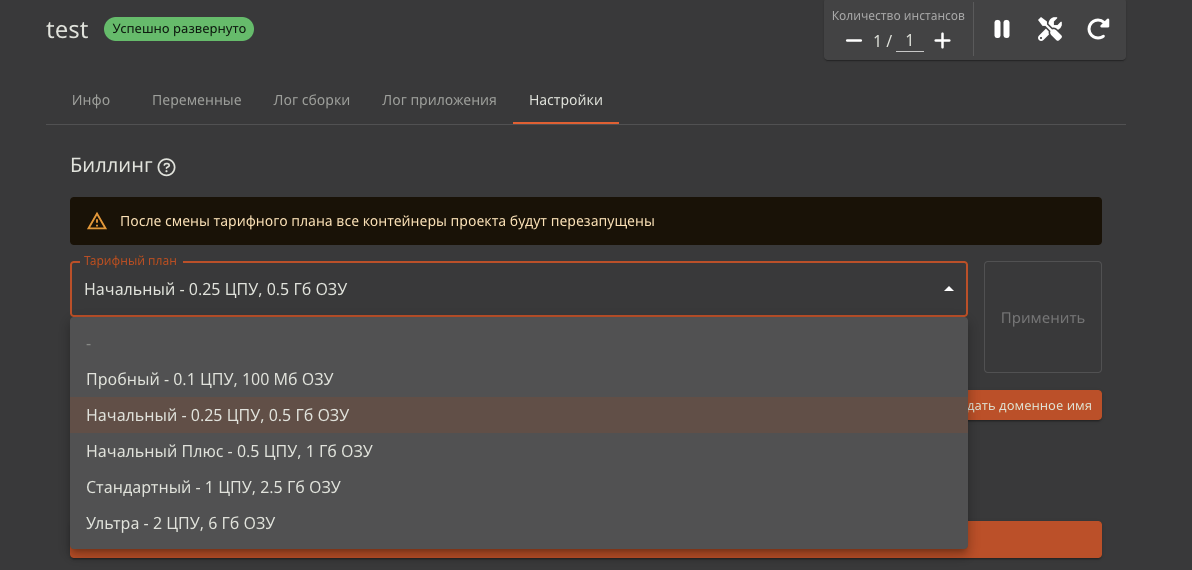 test
Успешно развернуто
Количество инстансов
1 / 1
Инфо
Переменные
Лог сборки
Лог приложения
Настройки
Биллинг
После смены тарифного плана все контейнеры проекта будут перезапущены
Тарифный план
Начальный - 0.25 ЦПУ, 0.5 Гб ОЗУ
Применить
-
Пробный - 0.1 ЦПУ, 100 Мб ОЗУ
Начальный - 0.25 ЦПУ, 0.5 Гб ОЗУ
дать доменное имя
Начальный Плюс - 0.5 ЦПУ, 1 Гб ОЗУ
Стандартный - 1 ЦПУ, 2.5 Гб ОЗУ
Ультра - 2 ЦПУ, 6 Гб ОЗУ